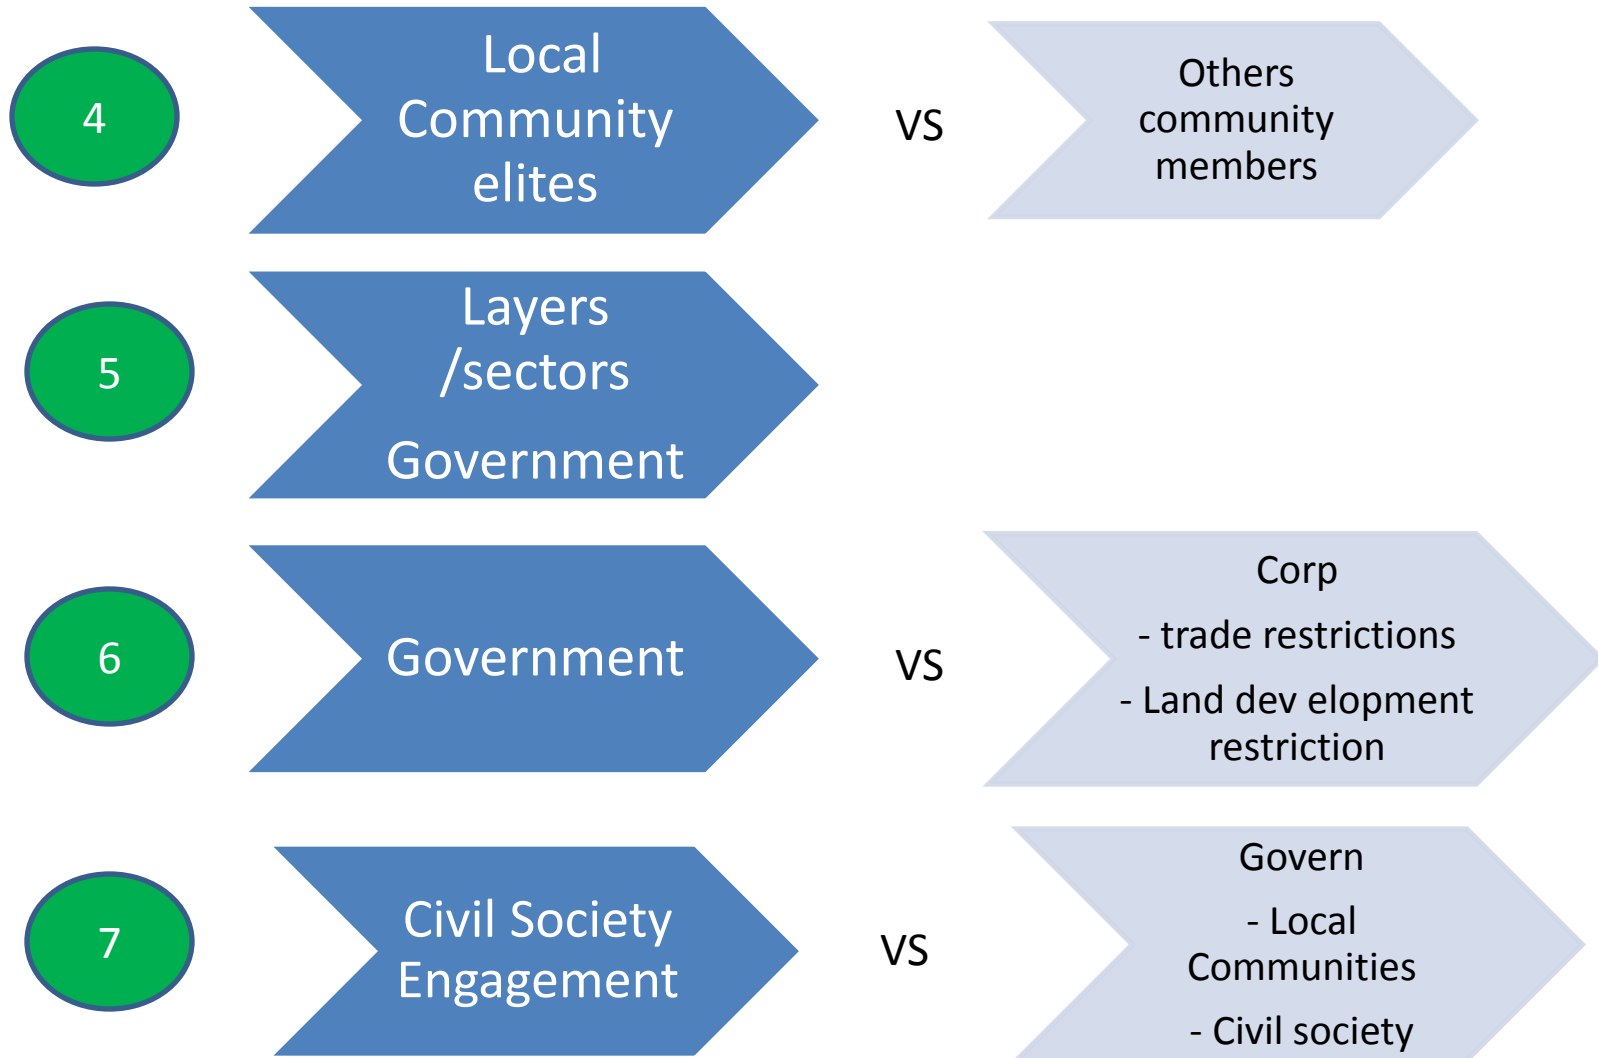 4
Local
Community
elites
VS
Others
community
members
5
Layers
/sectors
Government
6
Government
VS
Corp
- trade restrictions
- Land dev elopment
restriction
7
Civil Society
Engagement
VS
Govern
- Local
Communities
- Civil society